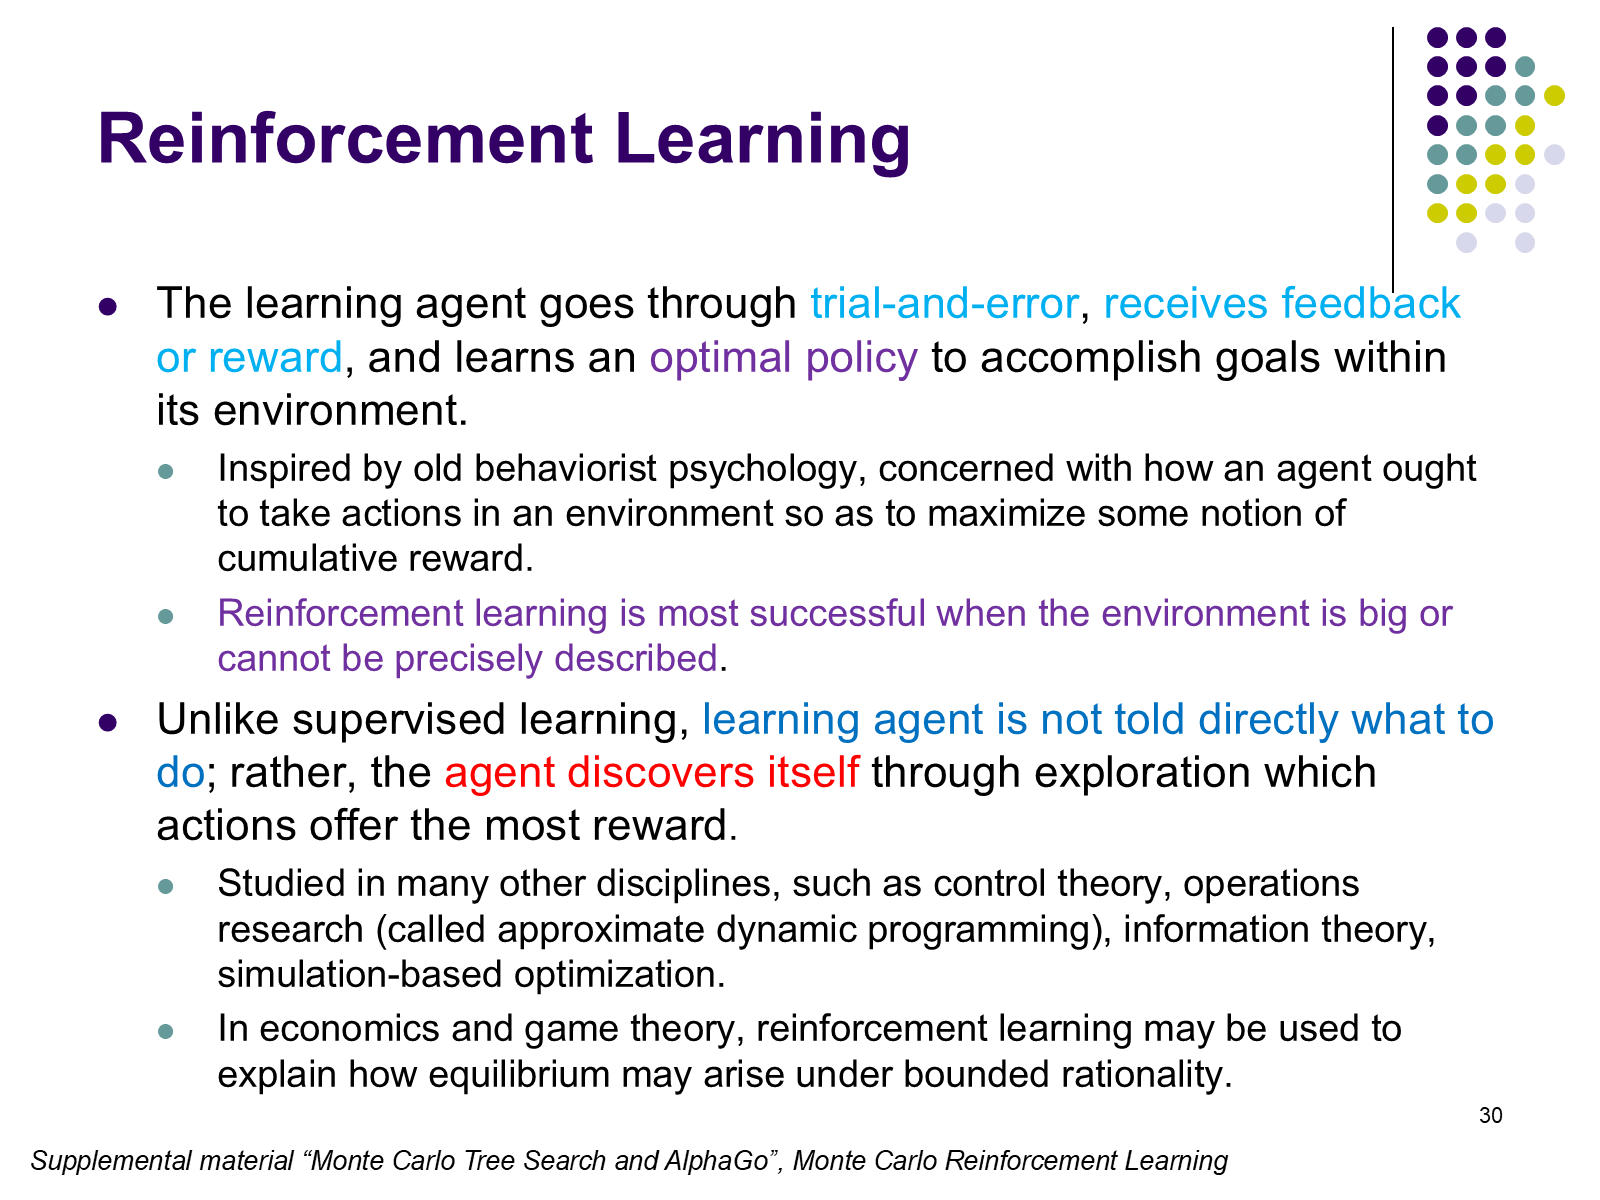 Reinforcement Learning
The learning agent goes through trial-and-error, receives feedback
or reward, and learns an optimal policy to accomplish goals within
its environment.
Inspired by old behaviorist psychology, concerned with how an agent ought
to take actions in an environment so as to maximize some notion of
cumulative reward.
Reinforcement learning is most successful when the environment is big or
cannot be precisely described.
Unlike supervised learning, learning agent is not told directly what to
do; rather, the agent discovers itself through exploration which
actions offer the most reward.
Studied in many other disciplines, such as control theory, operations
research (called approximate dynamic programming), information theory,
simulation-based optimization.
In economics and game theory, reinforcement learning may be used to
explain how equilibrium may arise under bounded rationality.
30
Supplemental material “Monte Carlo Tree Search and AlphaGo”, Monte Carlo Reinforcement Learning